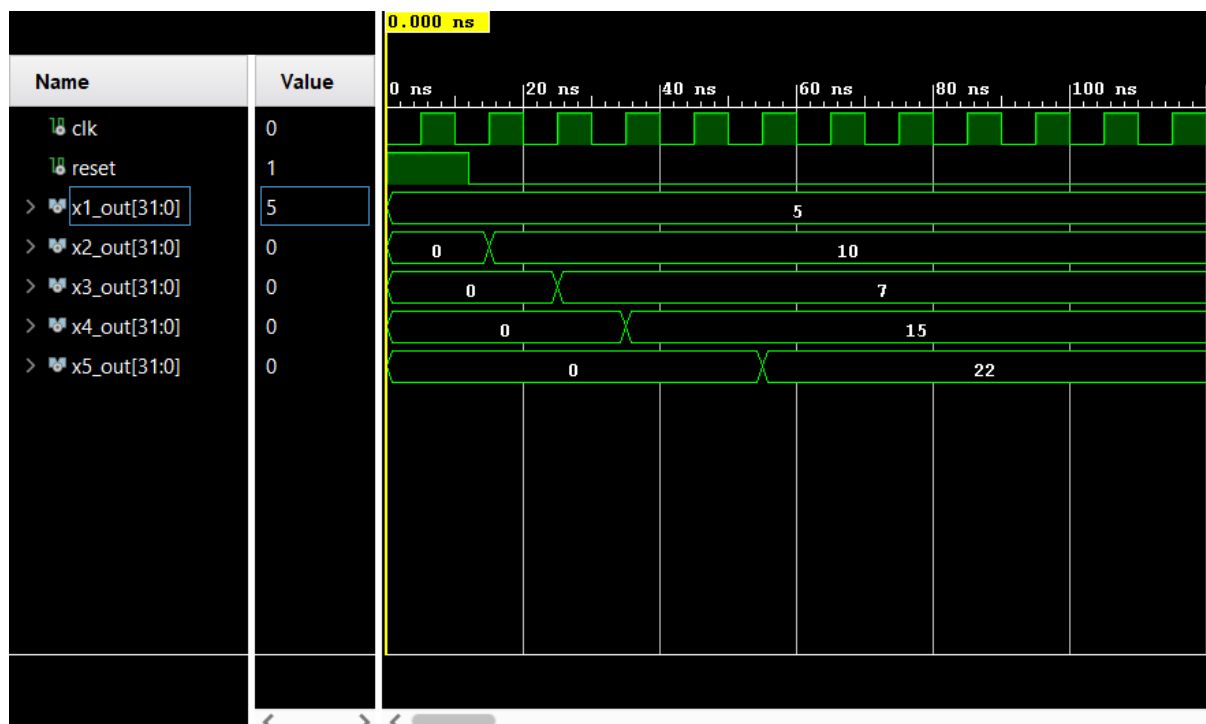 0.000 ns
Name Value
0 ns 20 ns 40 ns 60 ns 80 ns 100 ns
clk 0
reset 1
x1_out[31:0] 5 5
x2_out[31:0] 0 0 10
x3_out[31:0] 0 0 7
x4_out[31:0] 0 0 15
x5_out[31:0] 0 0 22